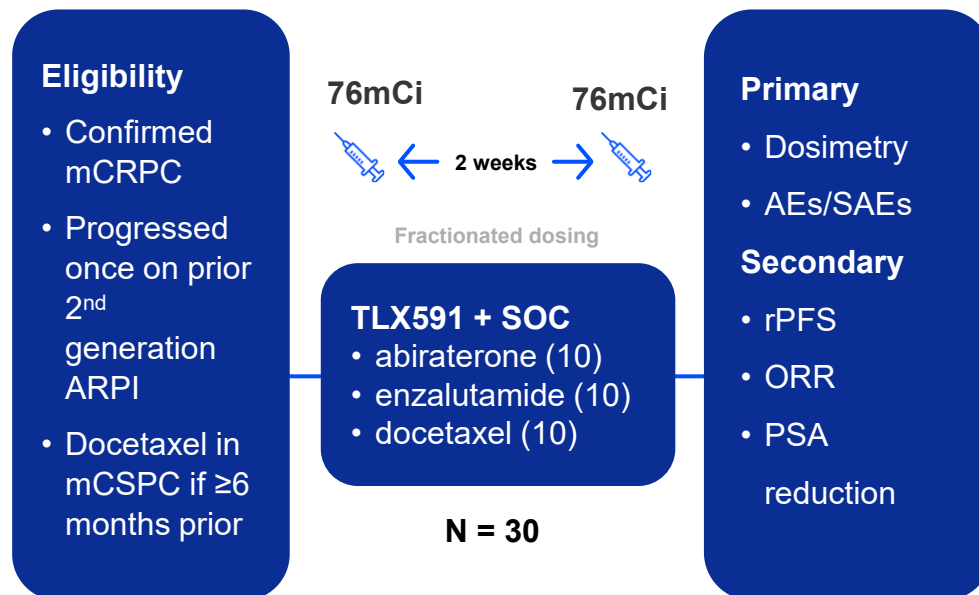 Eligibility
• Confirmed
mCRPC
• Progressed
once on prior
2nd
generation
ARPI
• Docetaxel in
mCSPC if ≥6
months prior
76mCi
76mCi
2 weeks
Fractionated dosing
TLX591 + SOC
• abiraterone (10)
• enzalutamide (10)
• docetaxel (10)
N = 30
Primary
• Dosimetry
• AEs/SAEs
Secondary
• rPFS
• ORR
• PSA
reduction